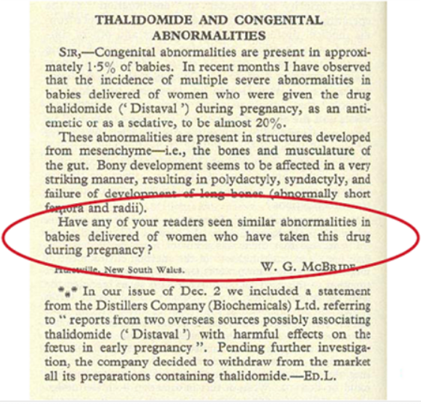 THALIDOMIDE AND CONGENITAL
ABNORMALITIES
SIR,—Congenital abnormalities are present in approxi-
mately 1·5% of babies. In recent months I have observed
that the incidence of multiple severe abnormalities in
babies delivered of women who were given the drug
thalidomide (‘ Distaval ’) during pregnancy, as an anti-
emetic or as a sedative, to be almost 20%.
These abnormalities are present in structures developed
from mesenchyme—i.e., the bones and musculature of
the gut. Bony development seems to be affected in a very
striking manner, resulting in polydactyly, syndactyly, and
failure of development of long bones (abnormally short
femora and radii).
Have any of your readers seen similar abnormalities in
babies delivered of women who have taken this drug
during pregnancy ?
Hurstville, New South Wales. W. G. MCBRIDE.
*** In our issue of Dec. 2 we included a statement
from the Distillers Company (Biochemicals) Ltd. referring
to “ reports from two overseas sources possibly associating
thalidomide (‘ Distaval ’) with harmful effects on the
fœtus in early pregnancy ”. Pending further investiga-
tion, the company decided to withdraw from the market
all its preparations containing thalidomide.—ED.L.